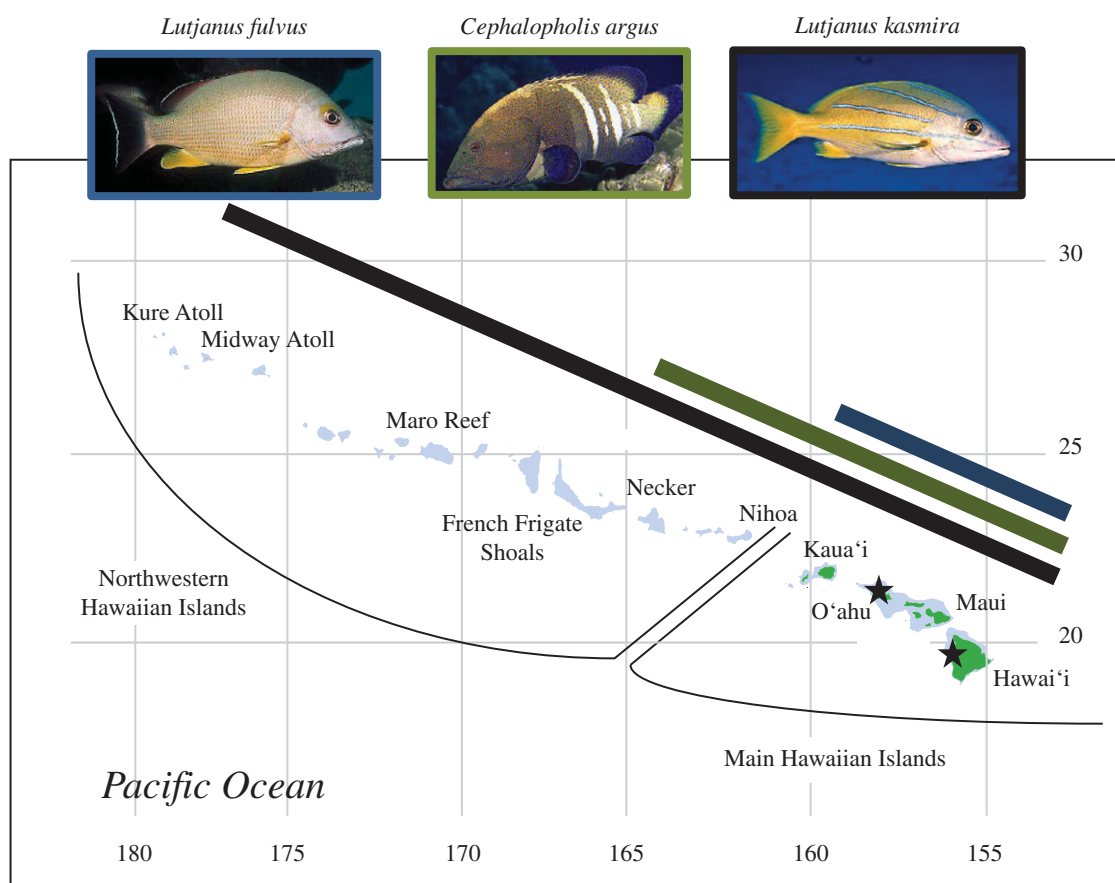 Lutjanus fulvus
Cephalopholis argus
Lutjanus kasmira
30
Kure Atoll
Midway Atoll
Maro Reef
25
Necker
French Frigate
Shoals
Nihoa
Kaua‘i
Northwestern
Hawaiian Islands
O‘ahu
Maui
20
Hawai‘i
Main Hawaiian Islands
Pacific Ocean
180
175
170
165
160
155